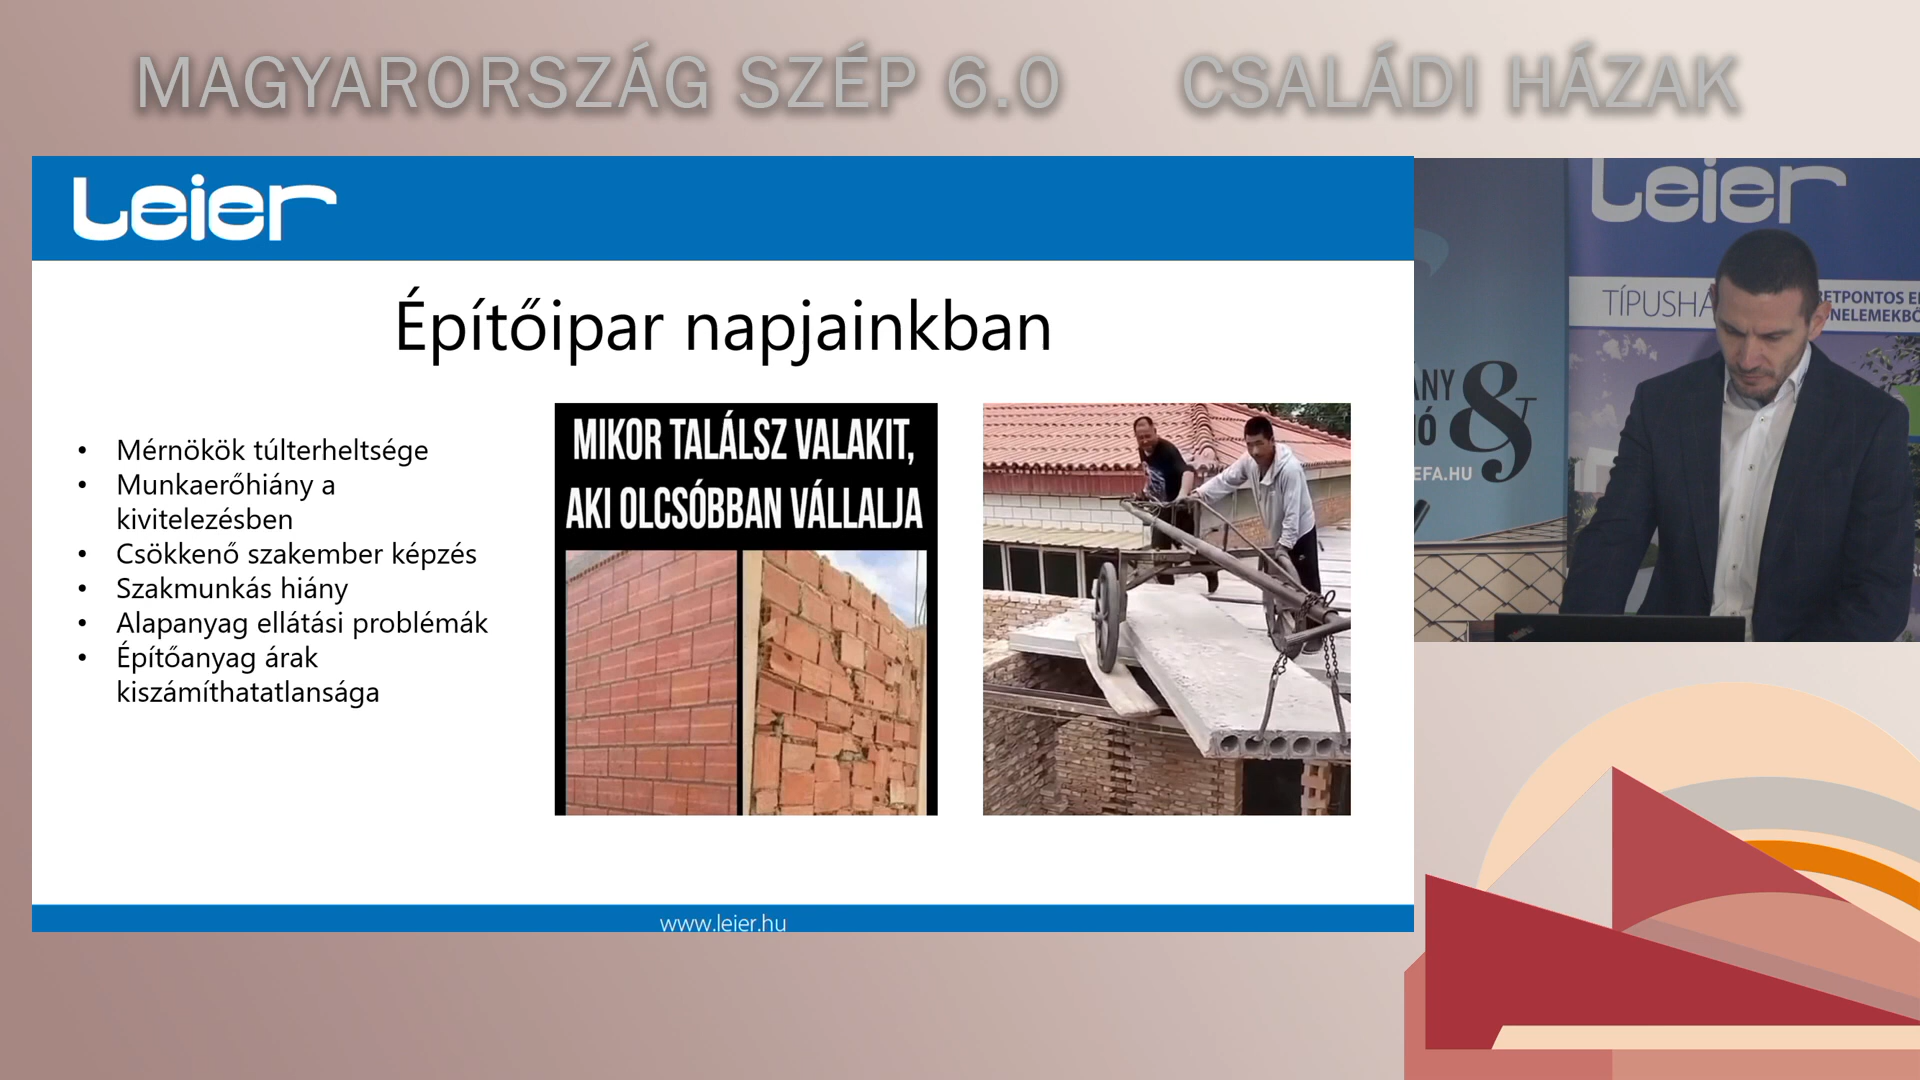 MAGYARORSZÁG SZÉP 6.0 CSALÁDI HÁZAK
Leier
Építőipar napjainkban
• Mérnökök túlterheltsége
• Munkaerőhiány a
kivitelezésben
• Csökkenő szakember képzés
• Szakmunkás hiány
• Alapanyag ellátási problémák
• Építőanyag árak
kiszámíthatatlansága
MIKOR TALÁLSZ VALAKIT,
AKI OLCSÓBBAN VÁLLALJA
www.leier.hu
Leier
TÍPUSHÁ
ETPONTOS E
NELEMEKBŐ
ÁNY
Ó &
EFA.HU